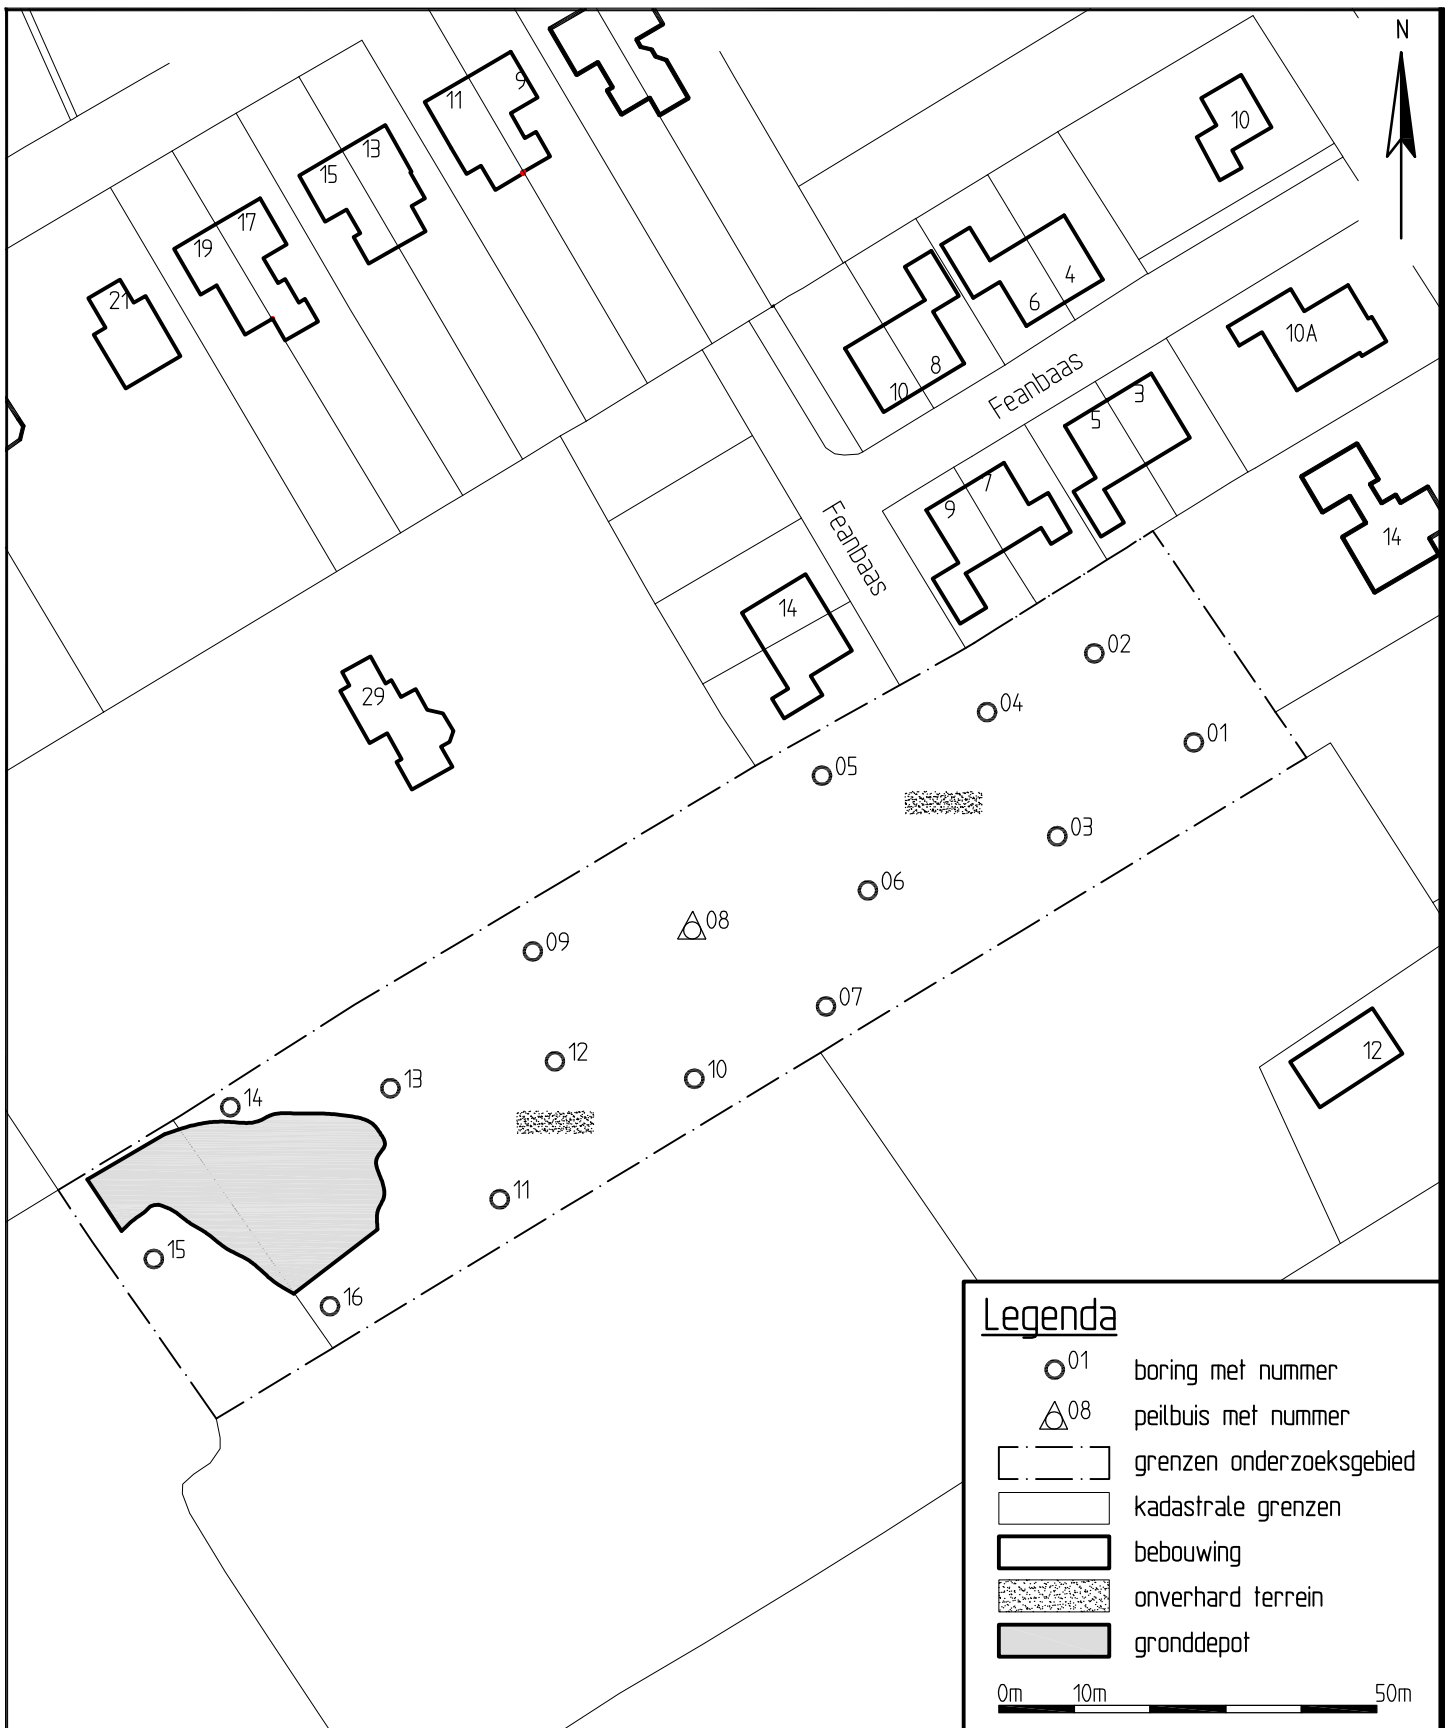 N
9
11
10
13
15
17
19
21
4
6
10A
8
10
Feanbaas
3
5
7
9
14
Feanbaas
14
29
02
04
01
05
03
06
08
09
07
12
10
13
14
11
15
16
12
Legenda
01 boring met nummer
08 peilbuis met nummer
grenzen onderzoeksgebied
kadastrale grenzen
bebouwing
onverhard terrein
gronddepot
0m 10m 50m